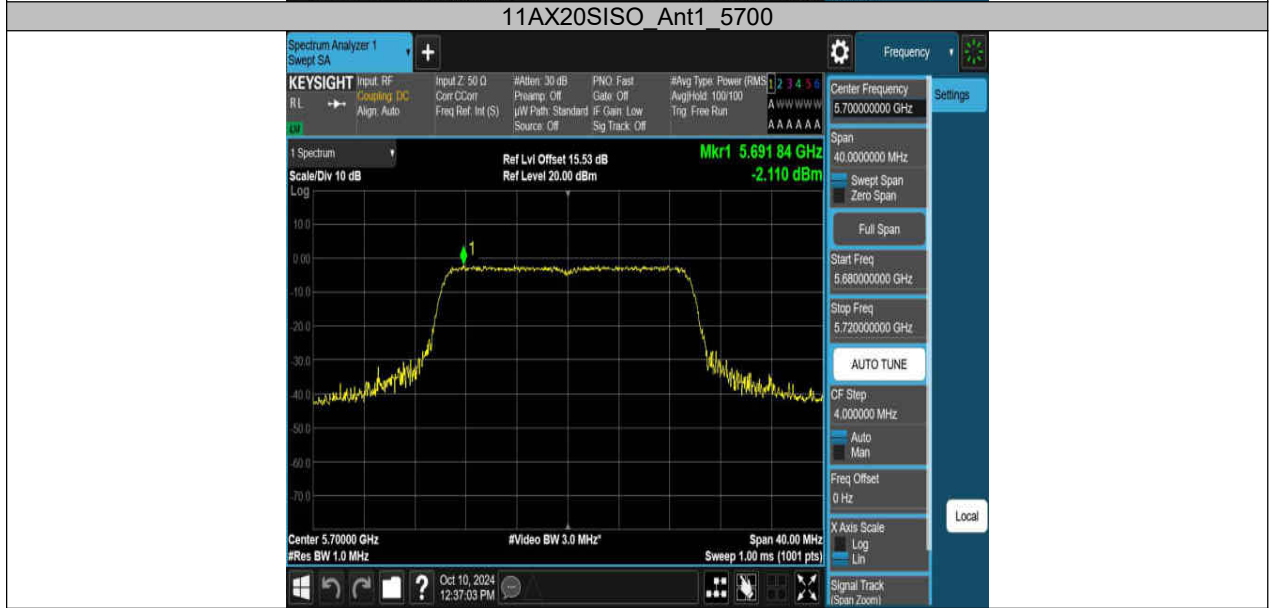 11AX20SISO_Ant1_5700
Spectrum Analyzer 1
Swept SA
+
Frequency
KEYSIGHT
RL
Input: RF
Coupling: DC
Align: Auto
Input Z: 50 Ω
Corr CCorr
Freq Ref: Int (S)
#Atten: 30 dB
Preamp: Off
µW Path: Standard
Source: Off
PNO: Fast
Gate: Off
IF Gain: Low
Sig Track: Off
#Avg Type: Power (RMS
Avg|Hold: 100/100
Trig: Free Run
1 2 3 4 5 6
A W W W W W
A A A A A A
1 Spectrum
Scale/Div 10 dB
Log
Ref Lvl Offset 15.53 dB
Ref Level 20.00 dBm
Mkr1 5.691 84 GHz
-2.110 dBm
10.0
0.00
-10.0
-20.0
-30.0
-40.0
-50.0
-60.0
-70.0
1
Center 5.70000 GHz
#Res BW 1.0 MHz
#Video BW 3.0 MHz*
Span 40.00 MHz
Sweep 1.00 ms (1001 pts)
?
Oct 10, 2024
12:37:03 PM
Center Frequency
5.700000000 GHz
Span
40.0000000 MHz
Swept Span
Zero Span
Full Span
Start Freq
5.680000000 GHz
Stop Freq
5.720000000 GHz
AUTO TUNE
CF Step
4.000000 MHz
Auto
Man
Freq Offset
0 Hz
X Axis Scale
Log
Lin
Signal Track
(Span Zoom)
Settings
Local